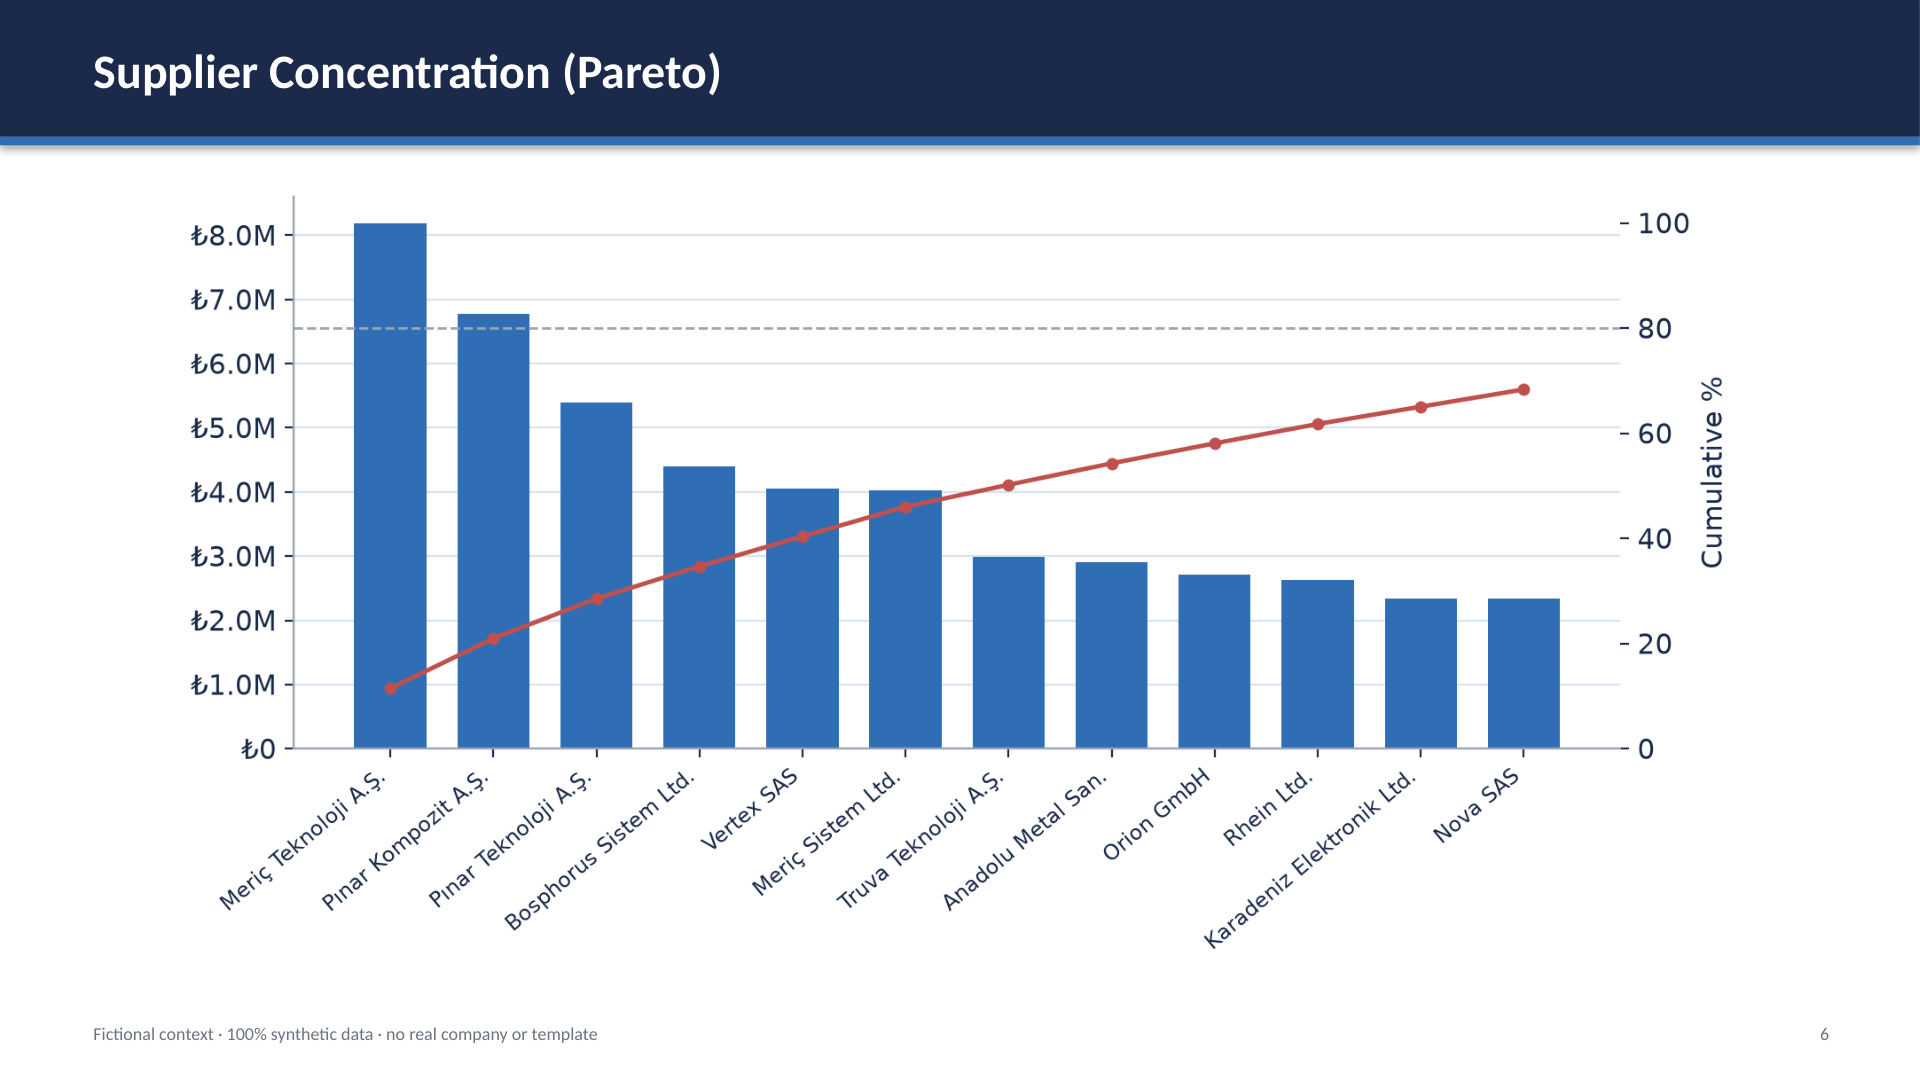 Supplier Concentration (Pareto)
₺8.0M
₺7.0M
₺6.0M
₺5.0M
₺4.0M
₺3.0M
₺2.0M
₺1.0M
₺0
100
80
60
40
20
0
Cumulative %
Meriç Teknoloji A.Ş.
Pınar Kompozit A.Ş.
Pınar Teknoloji A.Ş.
Bosphorus Sistem Ltd.
Vertex SAS
Meriç Sistem Ltd.
Truva Teknoloji A.Ş.
Anadolu Metal San.
Orion GmbH
Rhein Ltd.
Karadeniz Elektronik Ltd.
Nova SAS
Fictional context · 100% synthetic data · no real company or template
6